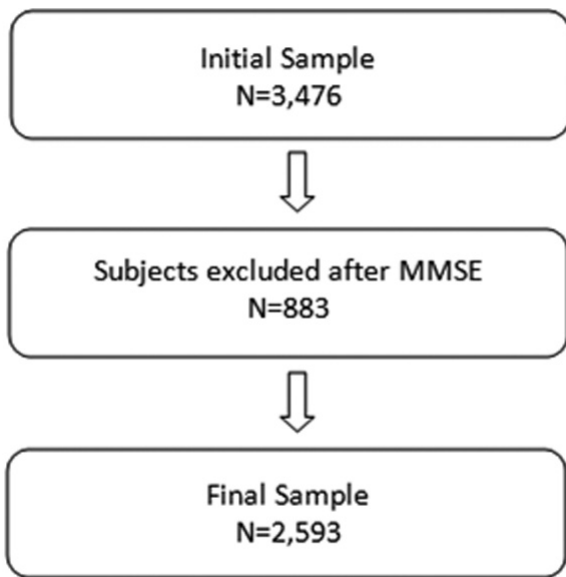 Initial Sample
N=3,476
Subjects excluded after MMSE
N=883
Final Sample
N=2,593